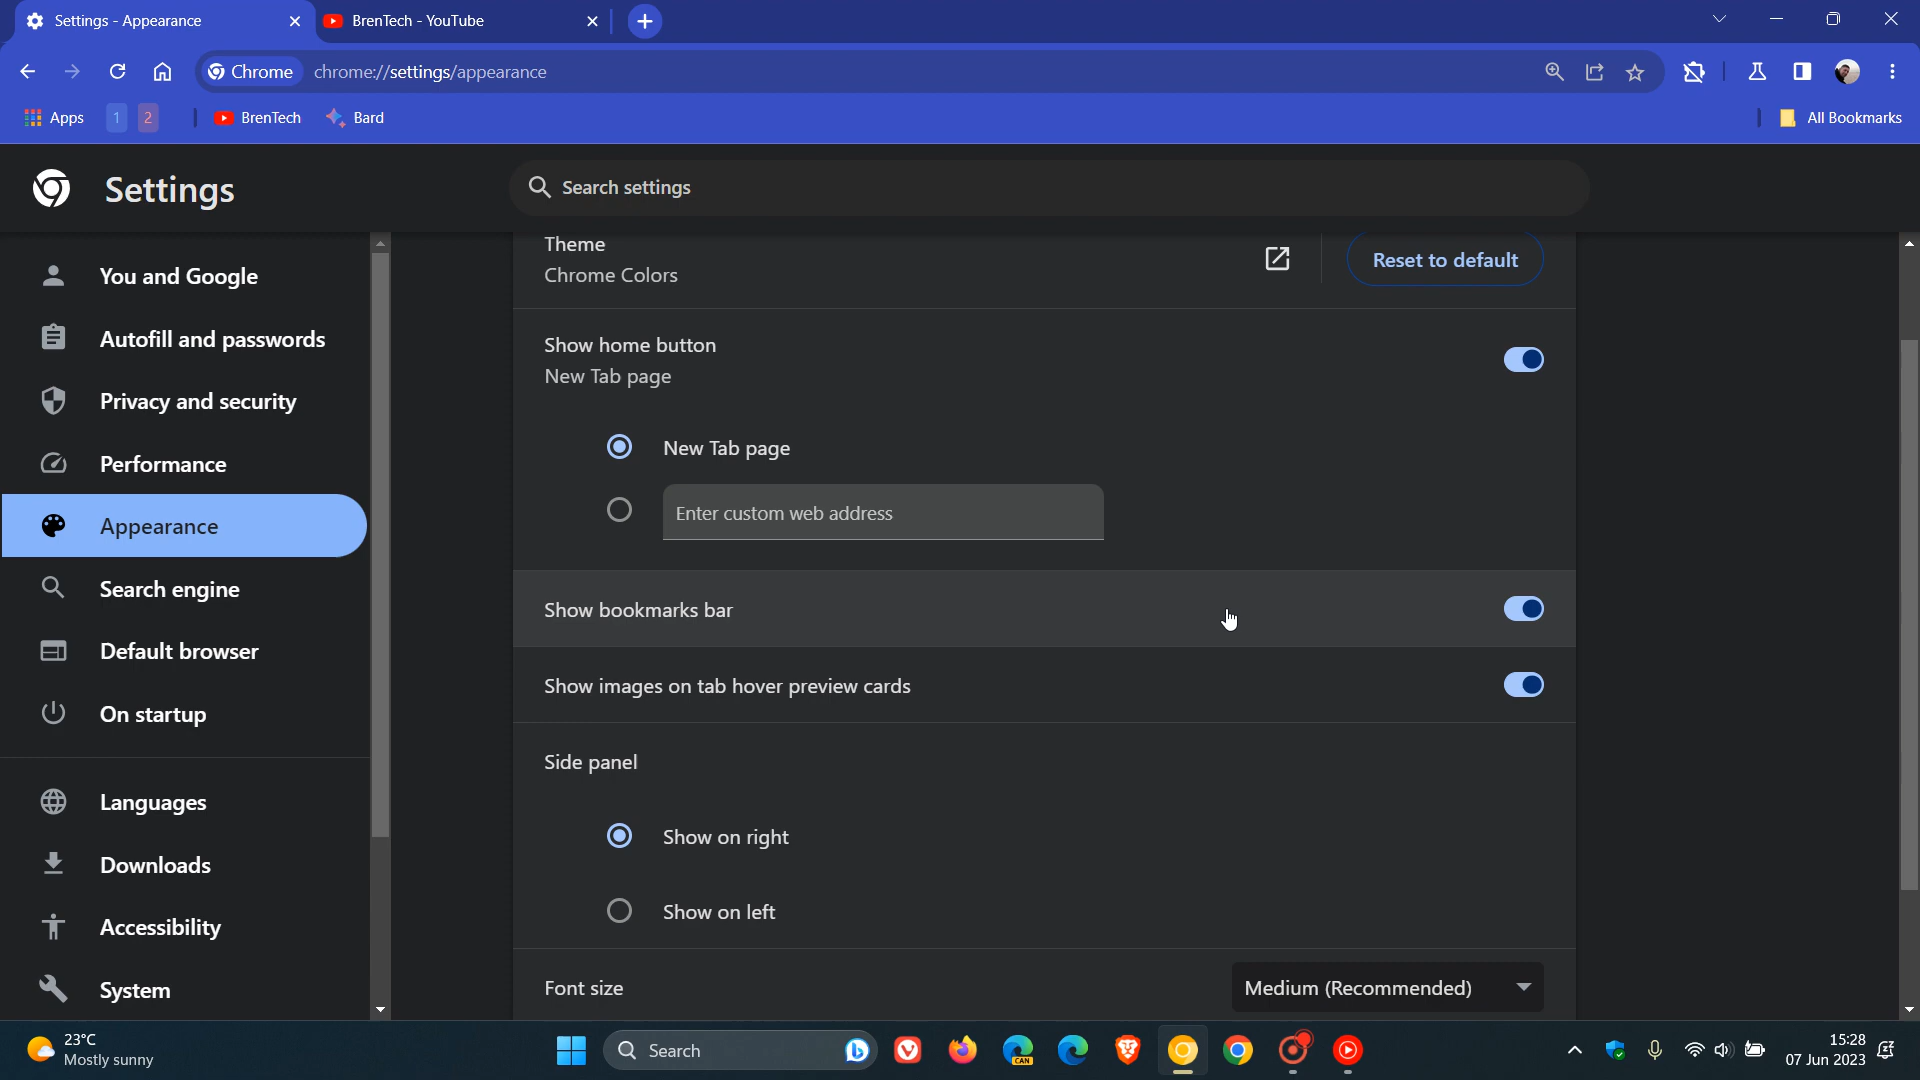 Settings - Appearance
BrenTech - YouTube
Chrome
chrome://settings/appearance
Apps
1
2
BrenTech
Bard
All Bookmarks
Settings
Search settings
You and Google
Autofill and passwords
Privacy and security
Performance
Appearance
Search engine
Default browser
On startup
Languages
Downloads
Accessibility
System
Theme
Chrome Colors
Reset to default
Show home button
New Tab page
New Tab page
Enter custom web address
Show bookmarks bar
Show images on tab hover preview cards
Side panel
Show on right
Show on left
Font size
Medium (Recommended)
23°C
Mostly sunny
Search
CAN
15:28
07 Jun 2023